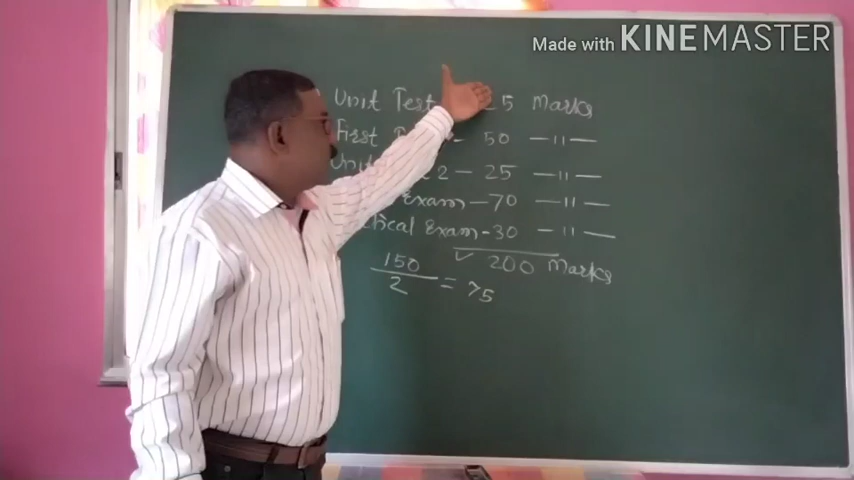 Made with KINEMASTER
Unit Test 25 Marks
First - 50 -11-
2 - 25 -11-
Exam - 70 -11-
Exam - 30 -11-
✓ 200 Marks
150
2
= 75